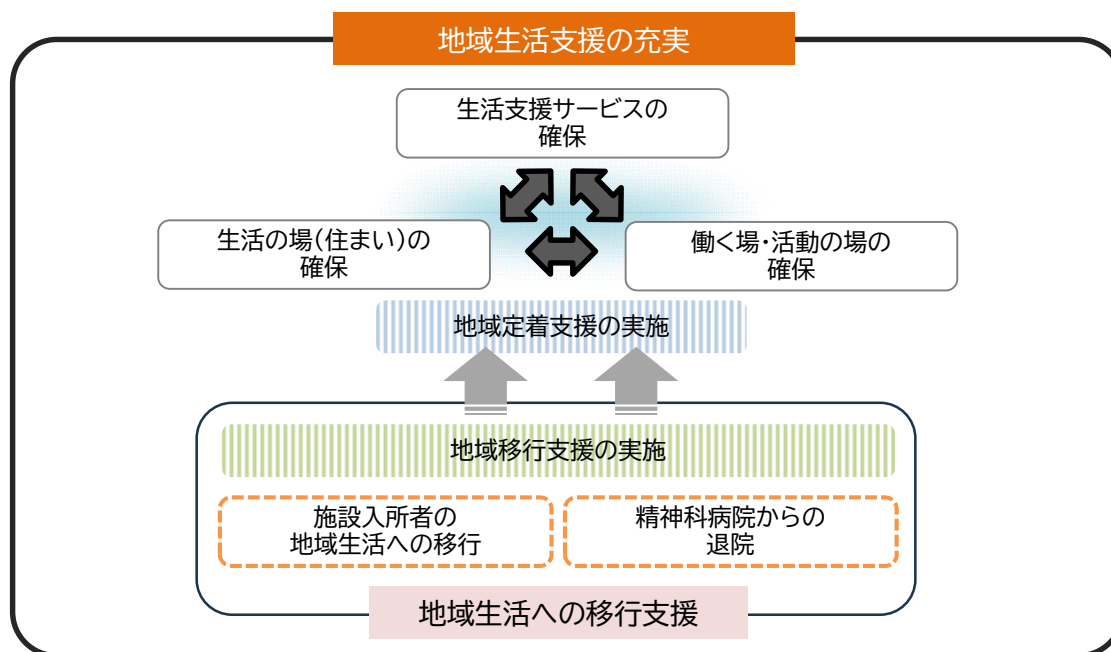 地域生活支援の充実
生活支援サービスの
確保
生活の場(住まい)の
確保
働く場・活動の場の
確保
地域定着支援の実施
地域移行支援の実施
施設入所者の
地域生活への移行
精神科病院からの
退院
地域生活への移行支援